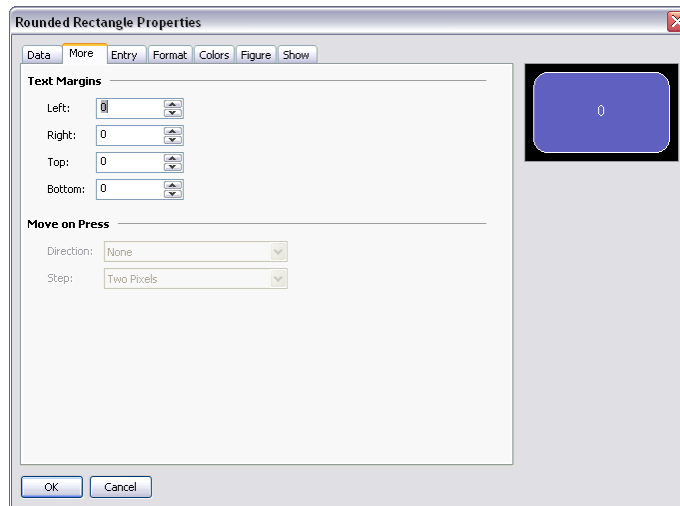 Rounded Rectangle Properties
Data More Entry Format Colors Figure Show
Text Margins
Left: 0
Right: 0
Top: 0
Bottom: 0
Move on Press
Direction: None
Step: Two Pixels
0
OK Cancel